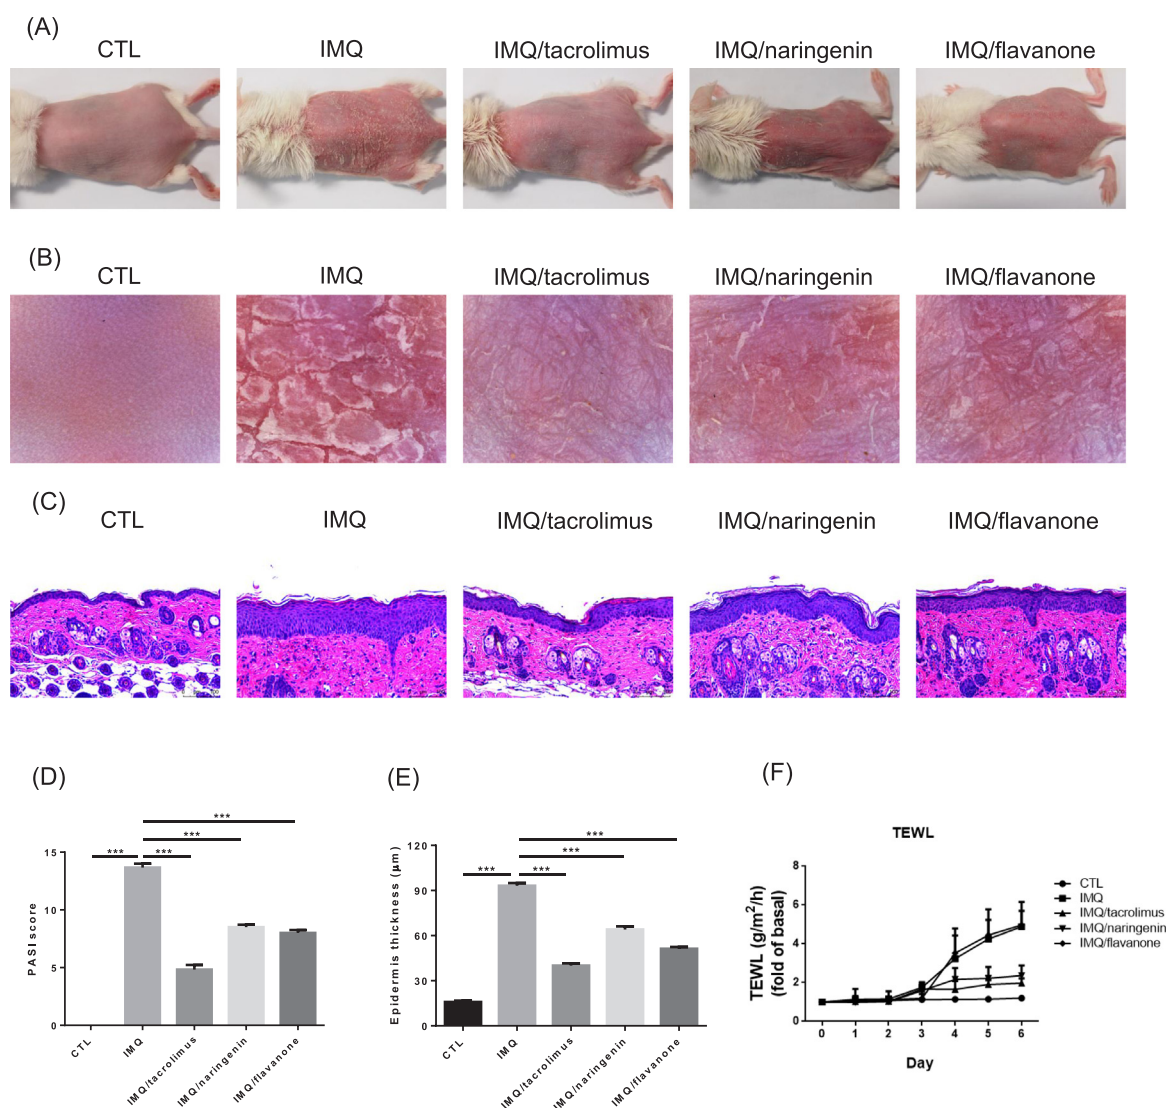 (A)
CTL IMQ IMQ/tacrolimus IMQ/naringenin IMQ/flavanone
(B)
CTL IMQ IMQ/tacrolimus IMQ/naringenin IMQ/flavanone
(C)
CTL IMQ IMQ/tacrolimus IMQ/naringenin IMQ/flavanone
(D)
***
***
*** ***
PASI score
15
10
5
0
CTL
IMQ
IMQ/tacrolimus
IMQ/naringenin
IMQ/flavanone
(E)
***
***
*** ***
Epidermis thickness (μm)
120
90
60
30
0
CTL
IMQ
IMQ/tacrolimus
IMQ/naringenin
IMQ/flavanone
(F)
TEWL
TEWL (g/m²/h)
(fold of basal)
8
6
4
2
0
0 1 2 3 4 5 6
Day
CTL
IMQ
IMQ/tacrolimus
IMQ/naringenin
IMQ/flavanone